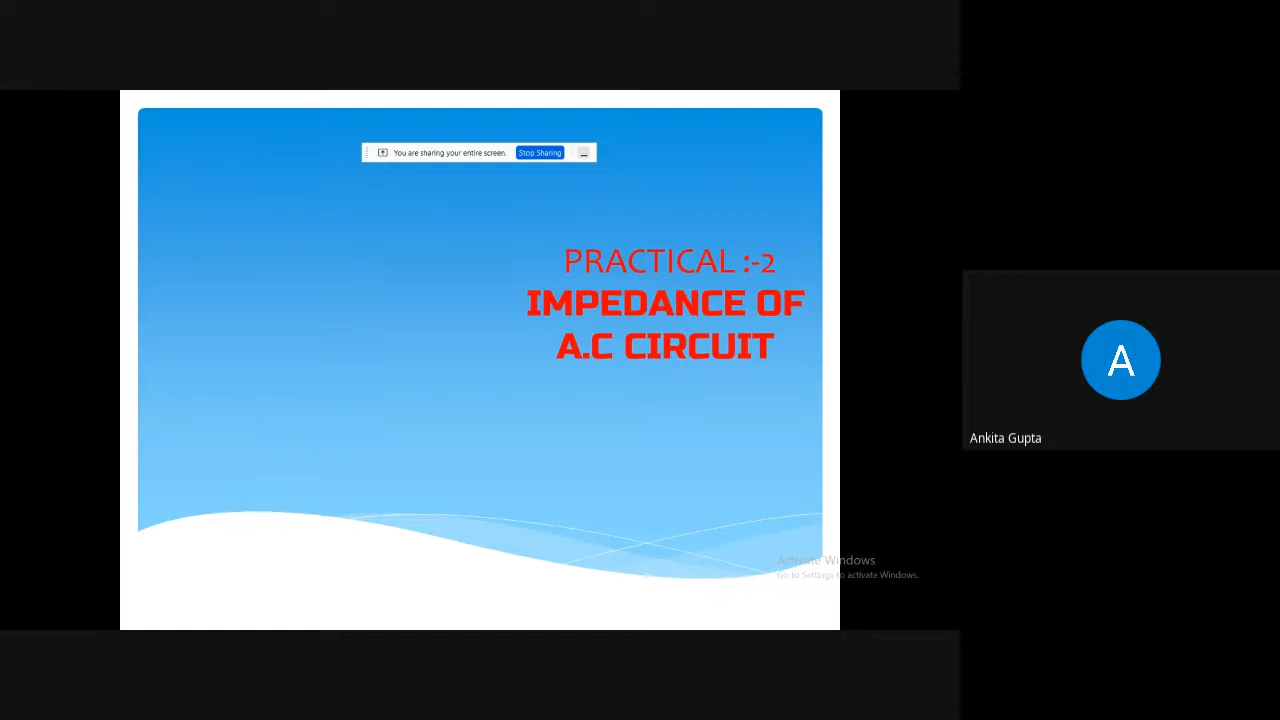 You are sharing your entire screen. Stop Sharing
PRACTICAL :-2
IMPEDANCE OF
A.C CIRCUIT
A
Ankita Gupta
Activate Windows
Go to Settings to activate Windows.